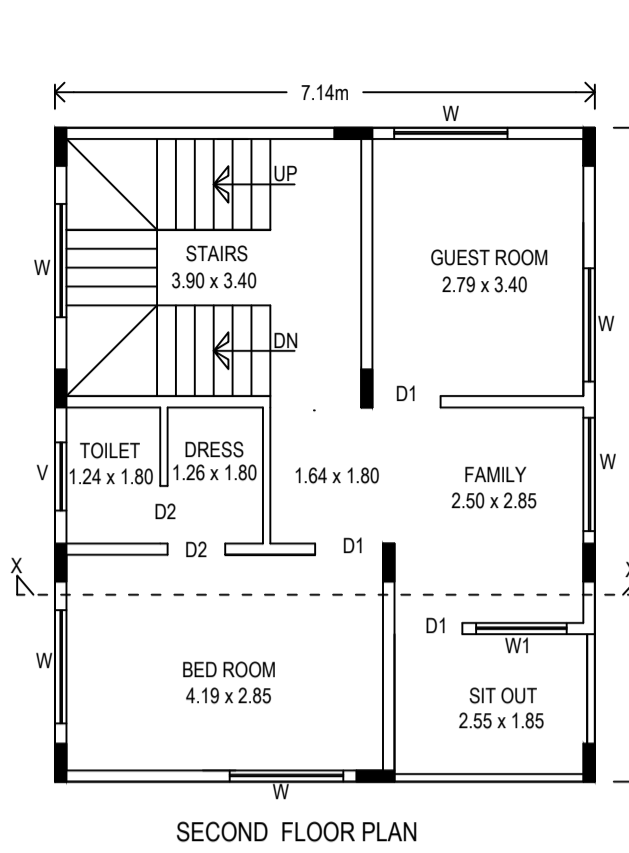 7.14m
W
UP
STAIRS
3.90 x 3.40
GUEST ROOM
2.79 x 3.40
W
W
DN
D1
TOILET
1.24 x 1.80
DRESS
1.26 x 1.80
1.64 x 1.80
FAMILY
2.50 x 2.85
W
V
D2
D2
D1
X
X
D1
W1
W
BED ROOM
4.19 x 2.85
SIT OUT
2.55 x 1.85
W
SECOND FLOOR PLAN